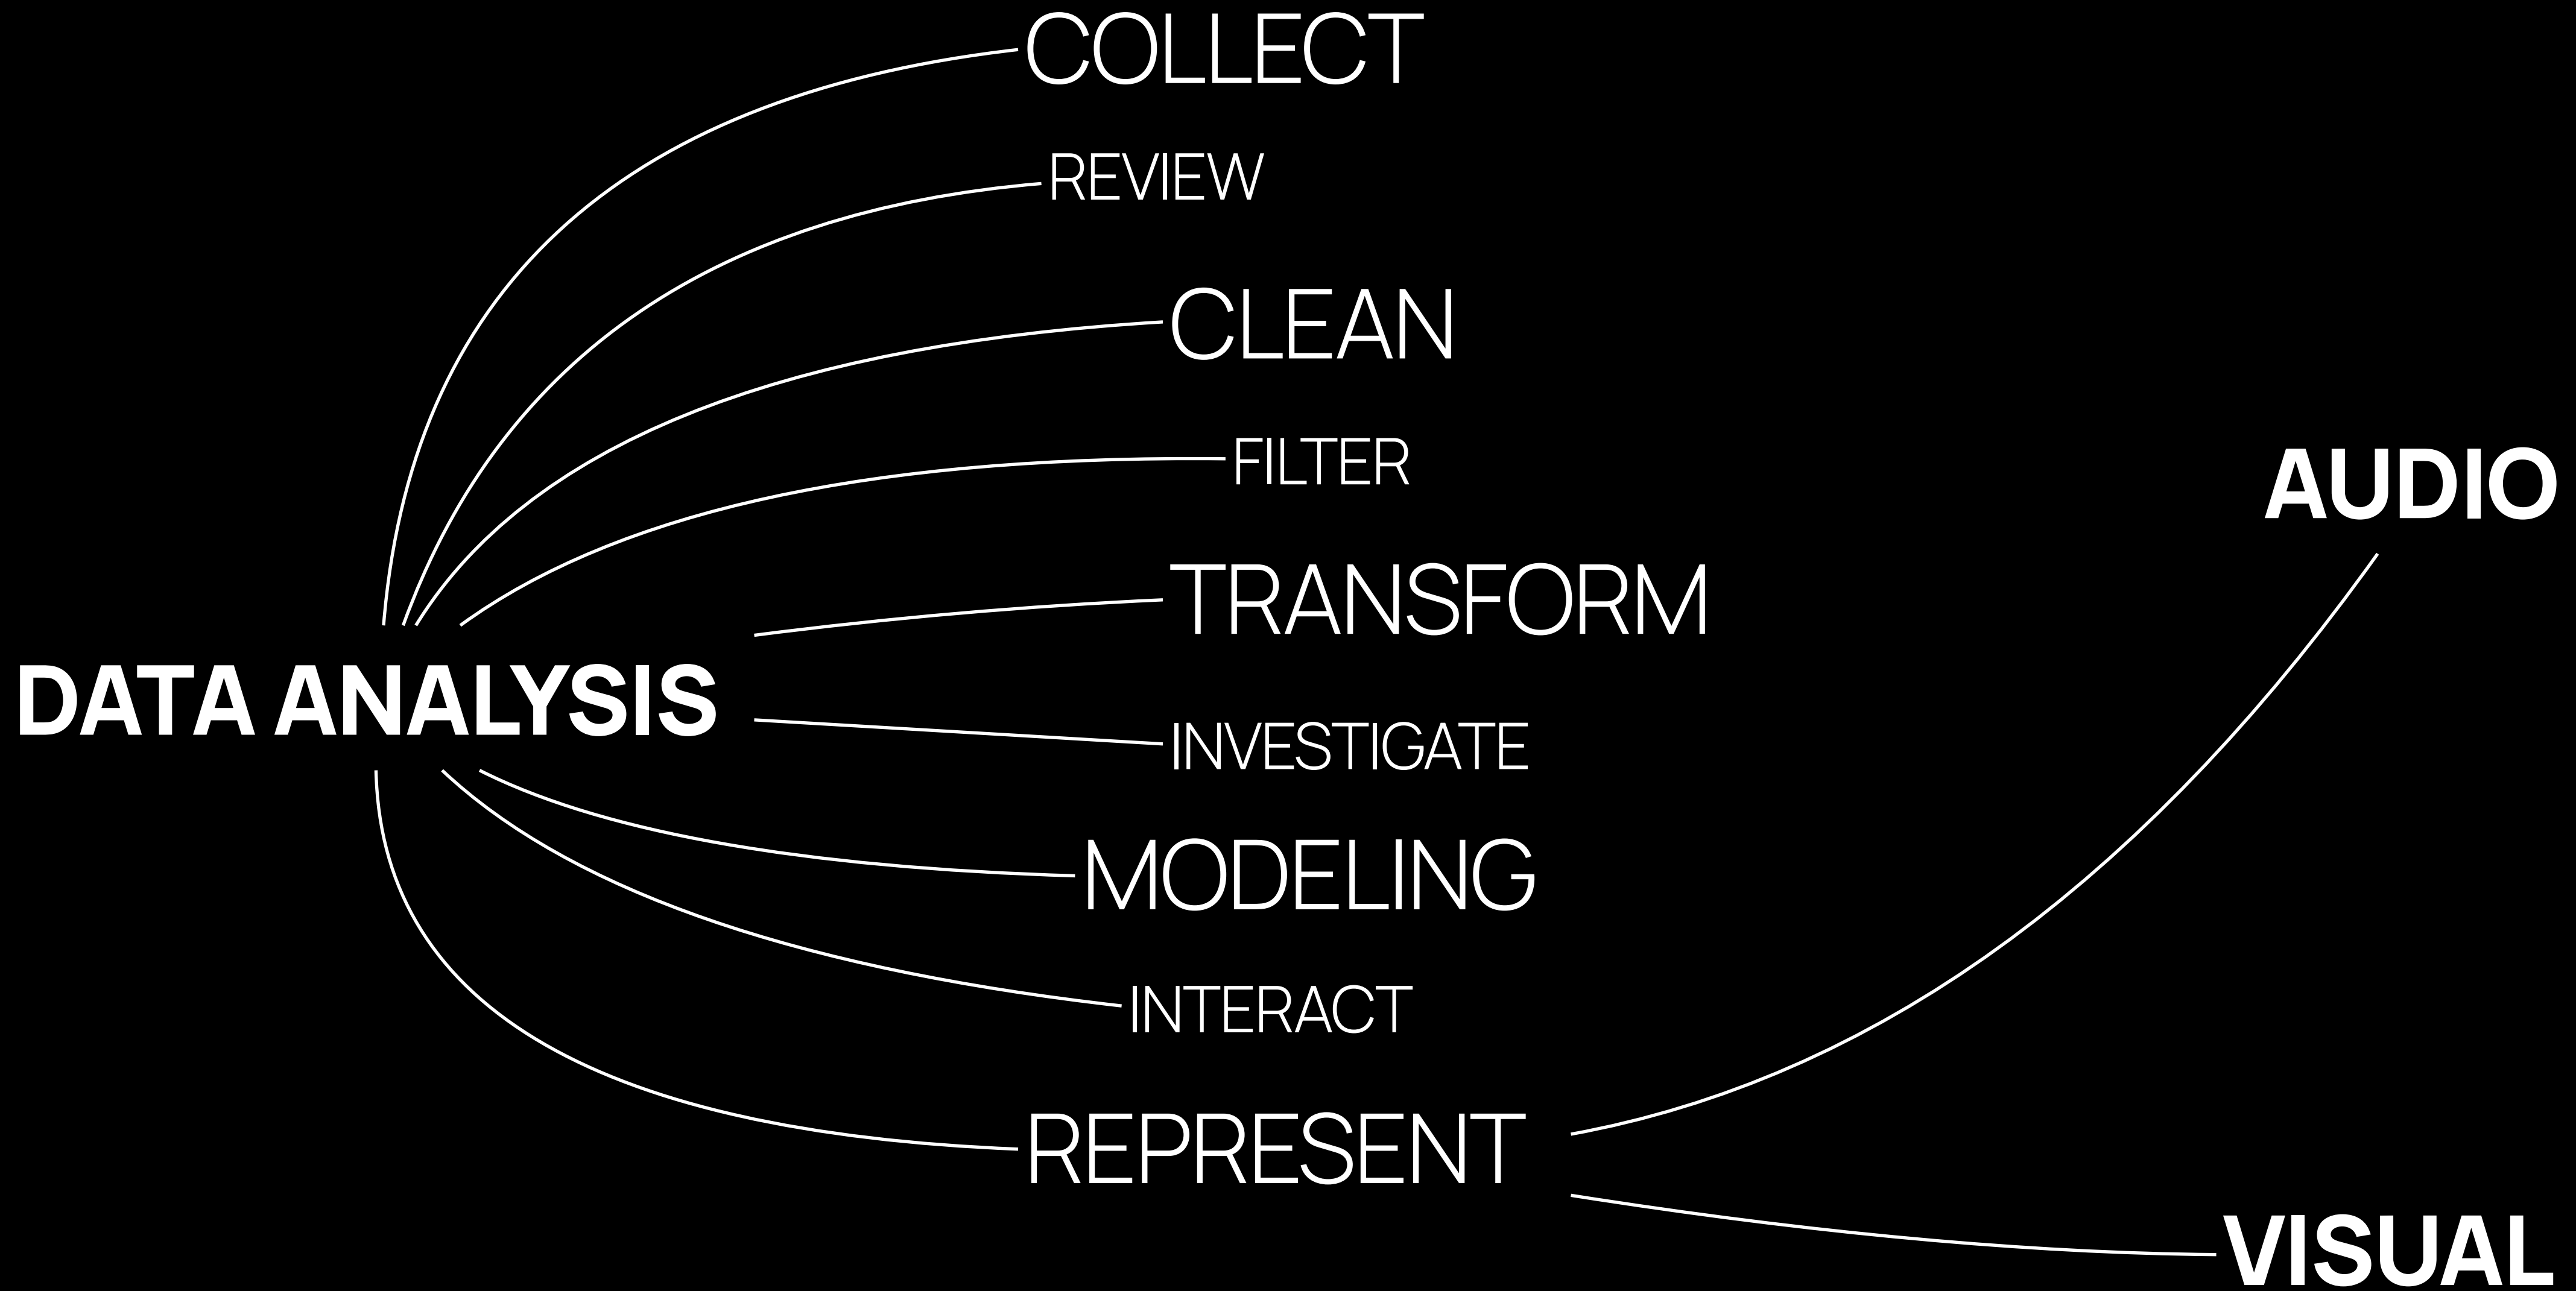 COLLECT
REVIEW
CLEAN
FILTER
AUDIO
TRANSFORM
DATA ANALYSIS
INVESTIGATE
MODELING
INTERACT
REPRESENT
VISUAL